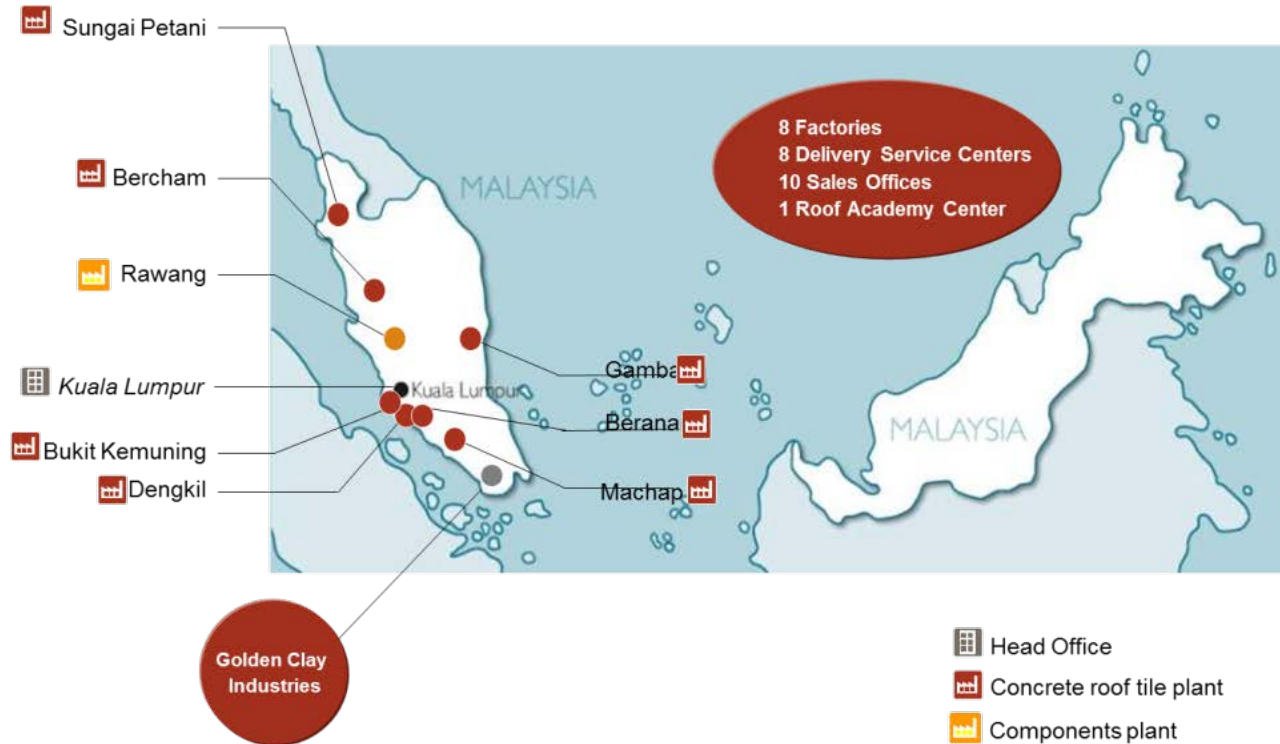 Sungai Petani
8 Factories
8 Delivery Service Centers
10 Sales Offices
1 Roof Academy Center
MALAYSIA
Bercham
Rawang
Gamba
Kuala Lumpur
Kuala Lumpur
Berana
MALAYSIA
Bukit Kemuning
Dengkil
Machap
Golden Clay
Industries
Head Office
Concrete roof tile plant
Components plant